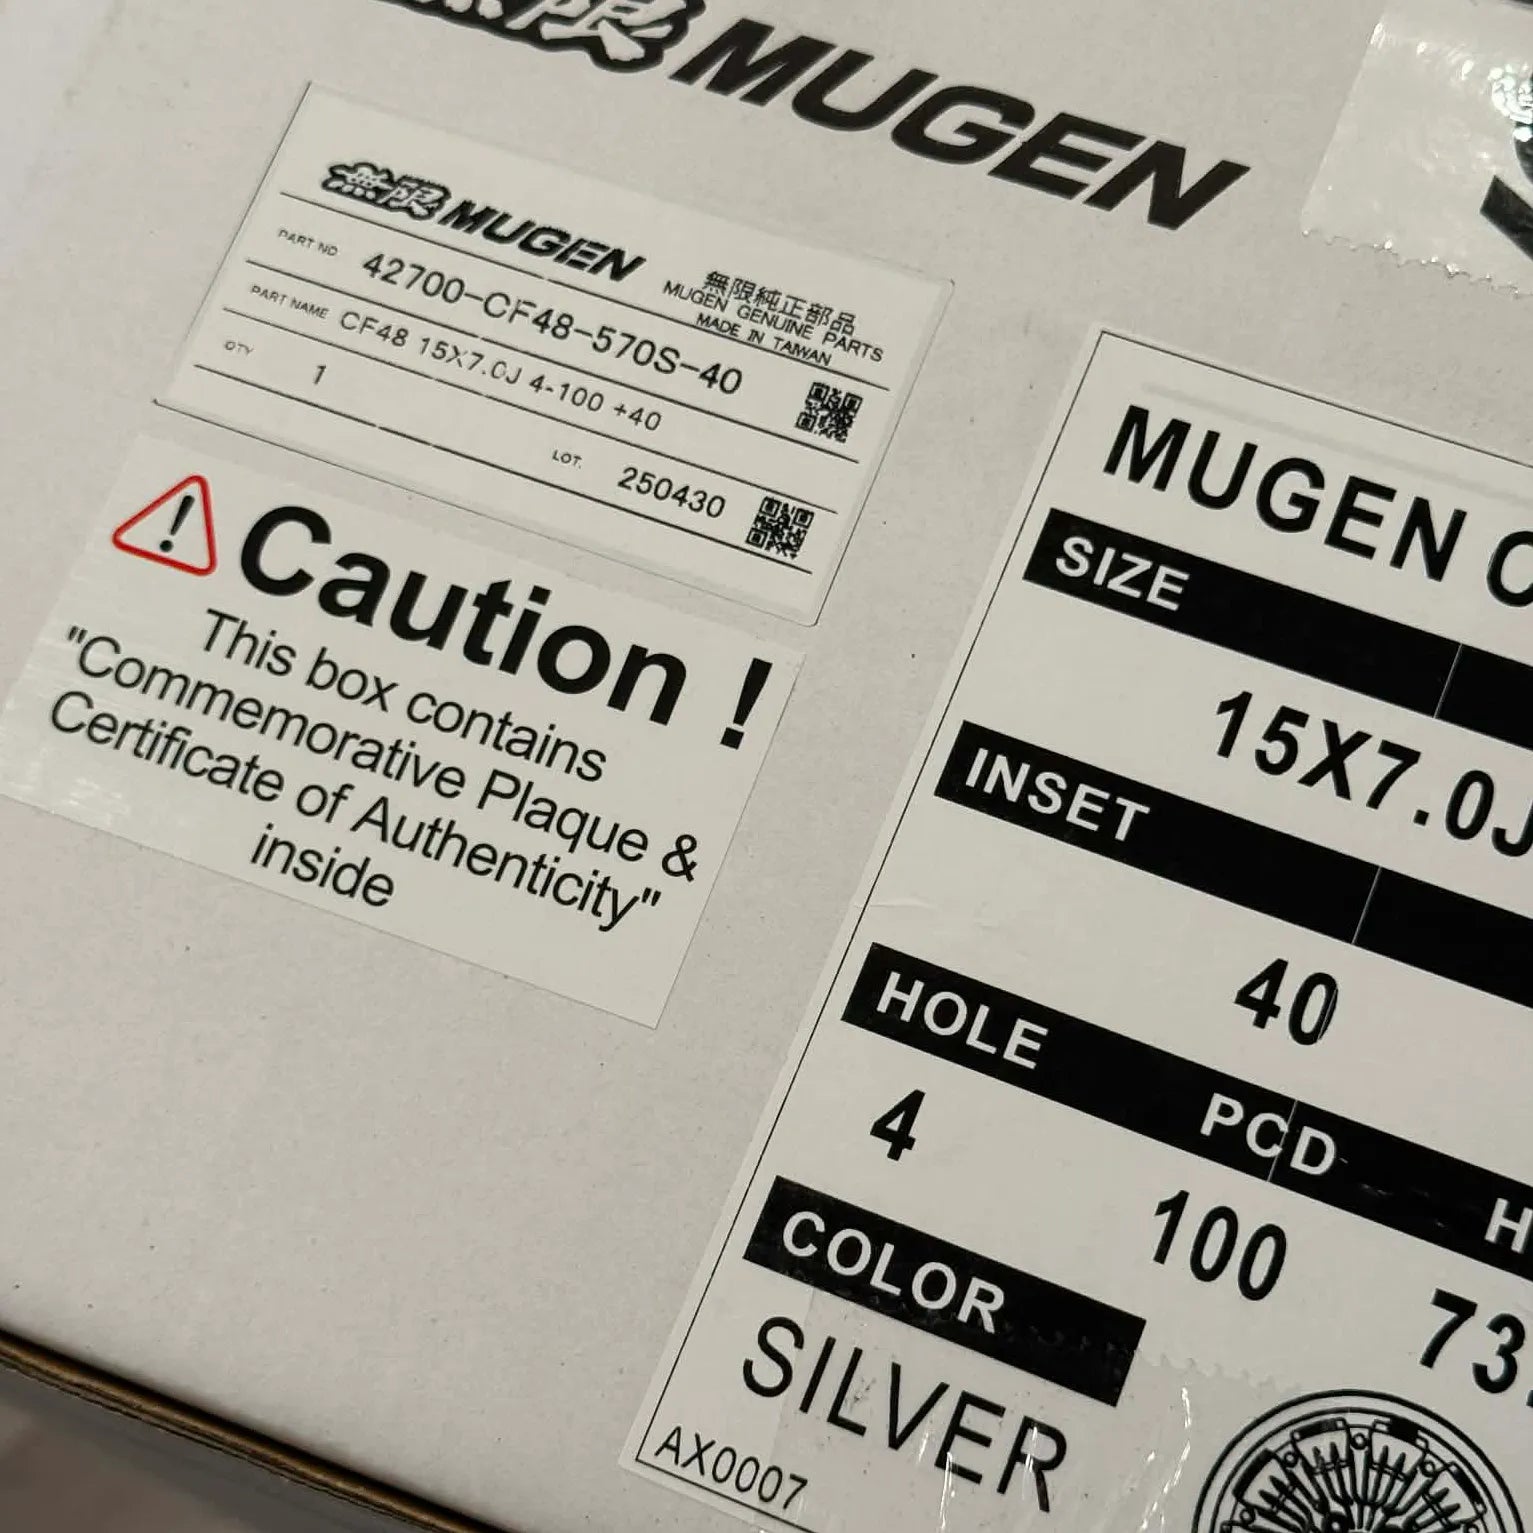 無限 MUGEN
無限 MUGEN
無限純正部品
MUGEN GENUINE PARTS
MADE IN TAIWAN
PART NO 42700-CF48-570S-40
PART NAME CF48 15X7.0J 4-100 +40
QTY 1
LOT. 250430
Caution !
This box contains
"Commemorative Plaque &
Certificate of Authenticity"
inside
MUGEN C
SIZE
15X7.0J
INSET
40
HOLE PCD H
4 100 73.
COLOR
SILVER
AX0007